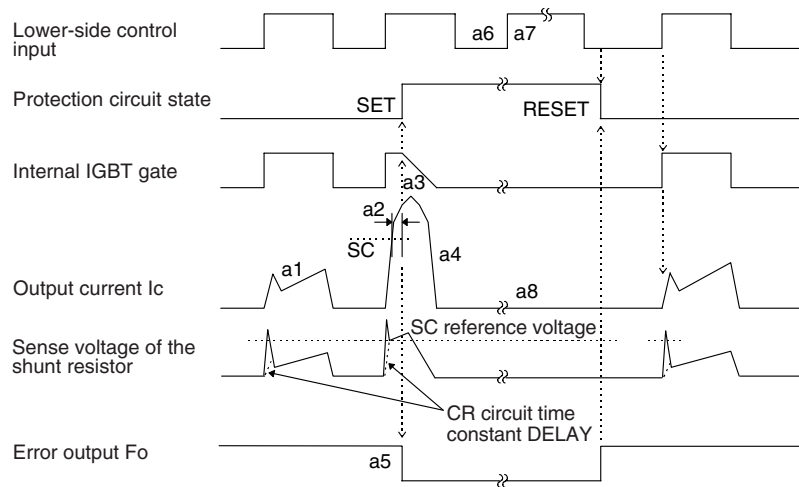 Lower-side control
input
a6
a7
Protection circuit state
SET
RESET
Internal IGBT gate
a3
a2
SC
a4
a1
a8
Output current Ic
SC reference voltage
Sense voltage of the
shunt resistor
CR circuit time
constant DELAY
Error output Fo
a5